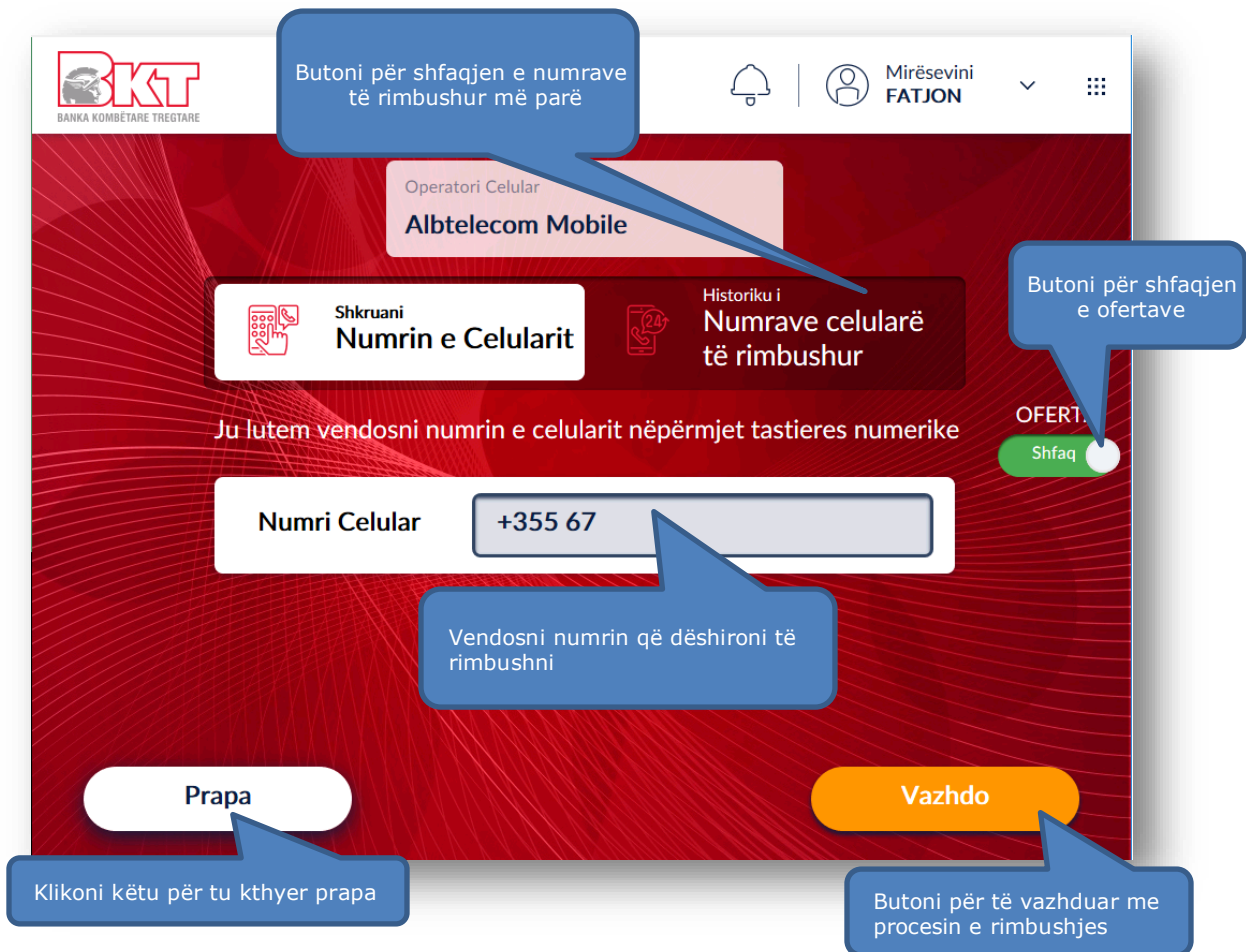 Butoni për shfaqjen e numrave
të rimbushur më parë
BKT
BANKA KOMBËTARE TREGTARE
Mirësevini
FATJON
Operatori Celular
Albtelecom Mobile
Butoni për shfaqjen
e ofertave
Shkruani
Numrin e Celularit
Historiku i
Numrave celularë
të rimbushur
24
Ju lutem vendosni numrin e celularit nëpërmjet tastieres numerike
OFERT
Shfaq
Numri Celular
+355 67
Vendosni numrin që dëshironi të
rimbushni
Prapa
Vazhdo
Klikoni këtu për tu kthyer prapa
Butoni për të vazhduar me
procesin e rimbushjes